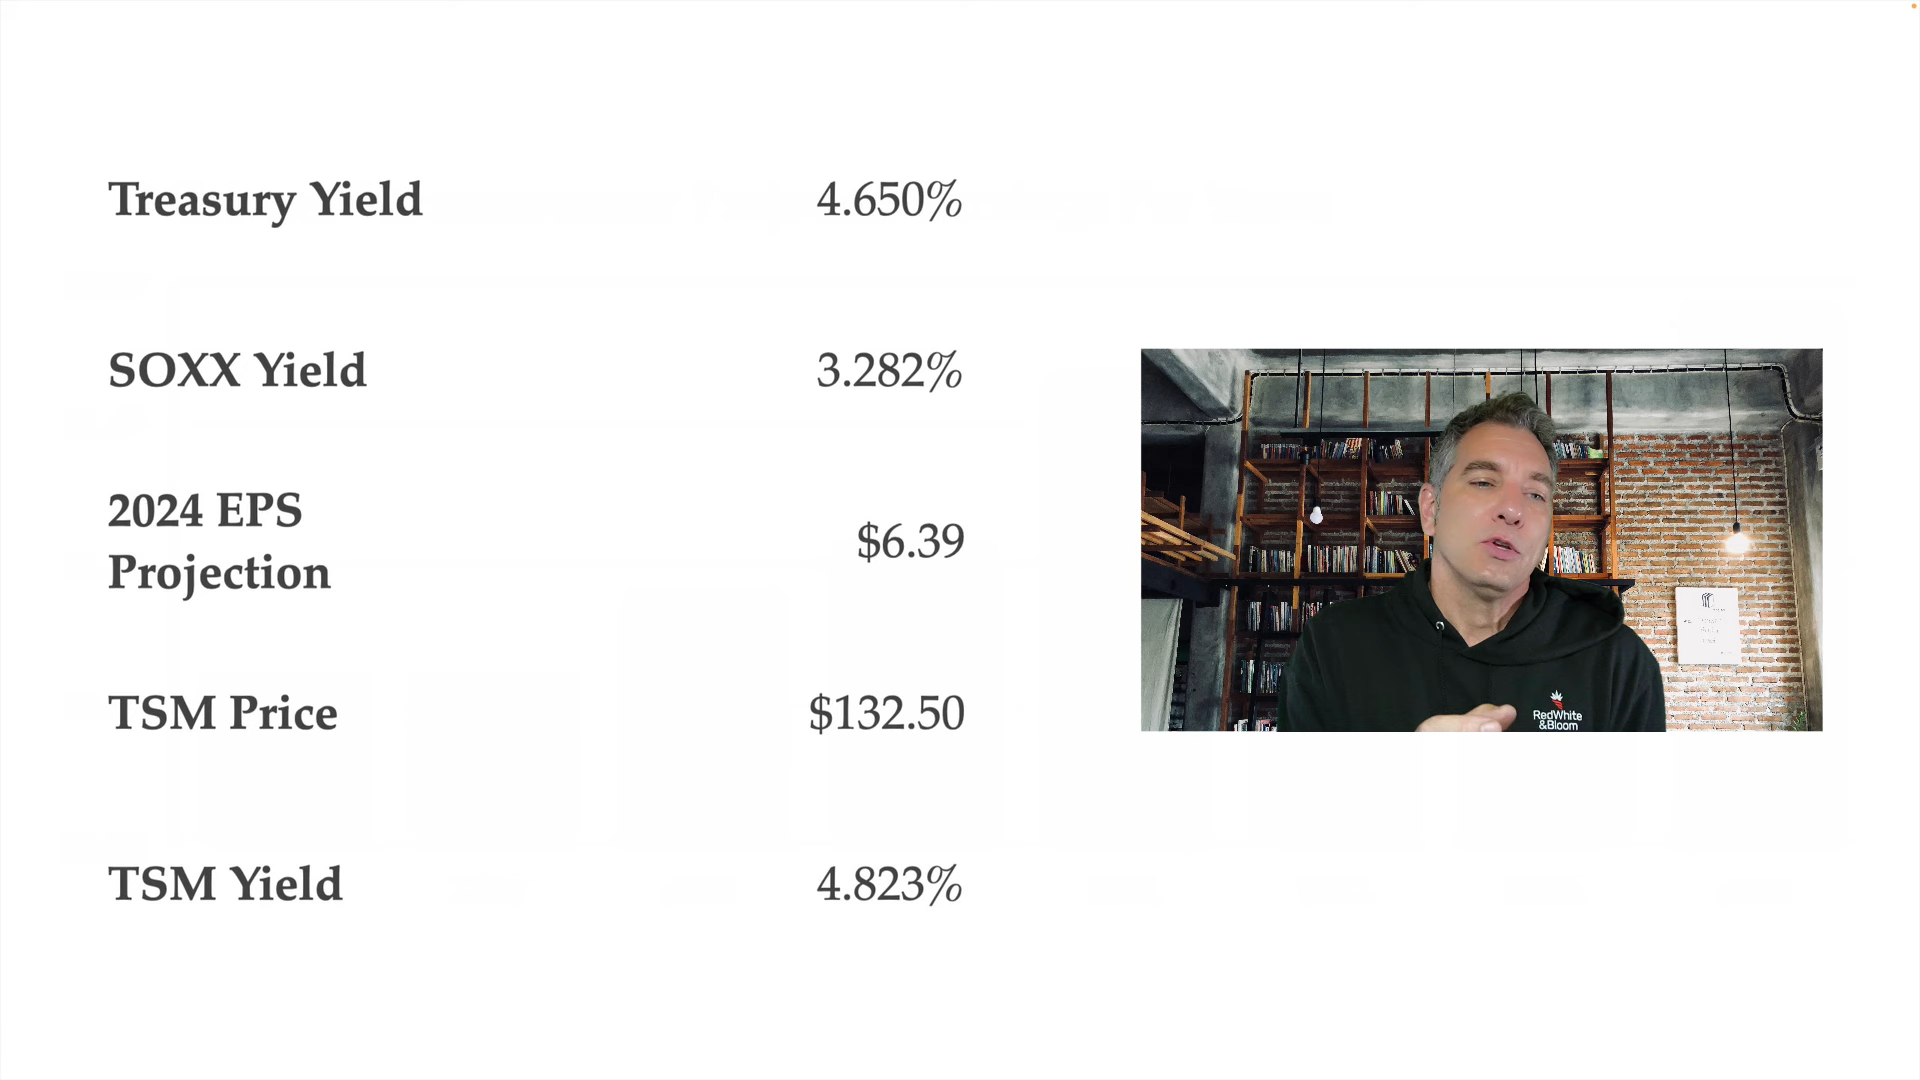 Treasury Yield 4.650%
SOXX Yield 3.282%
2024 EPS
Projection
$6.39
TSM Price $132.50
TSM Yield 4.823%
RedWhite
&Bloom